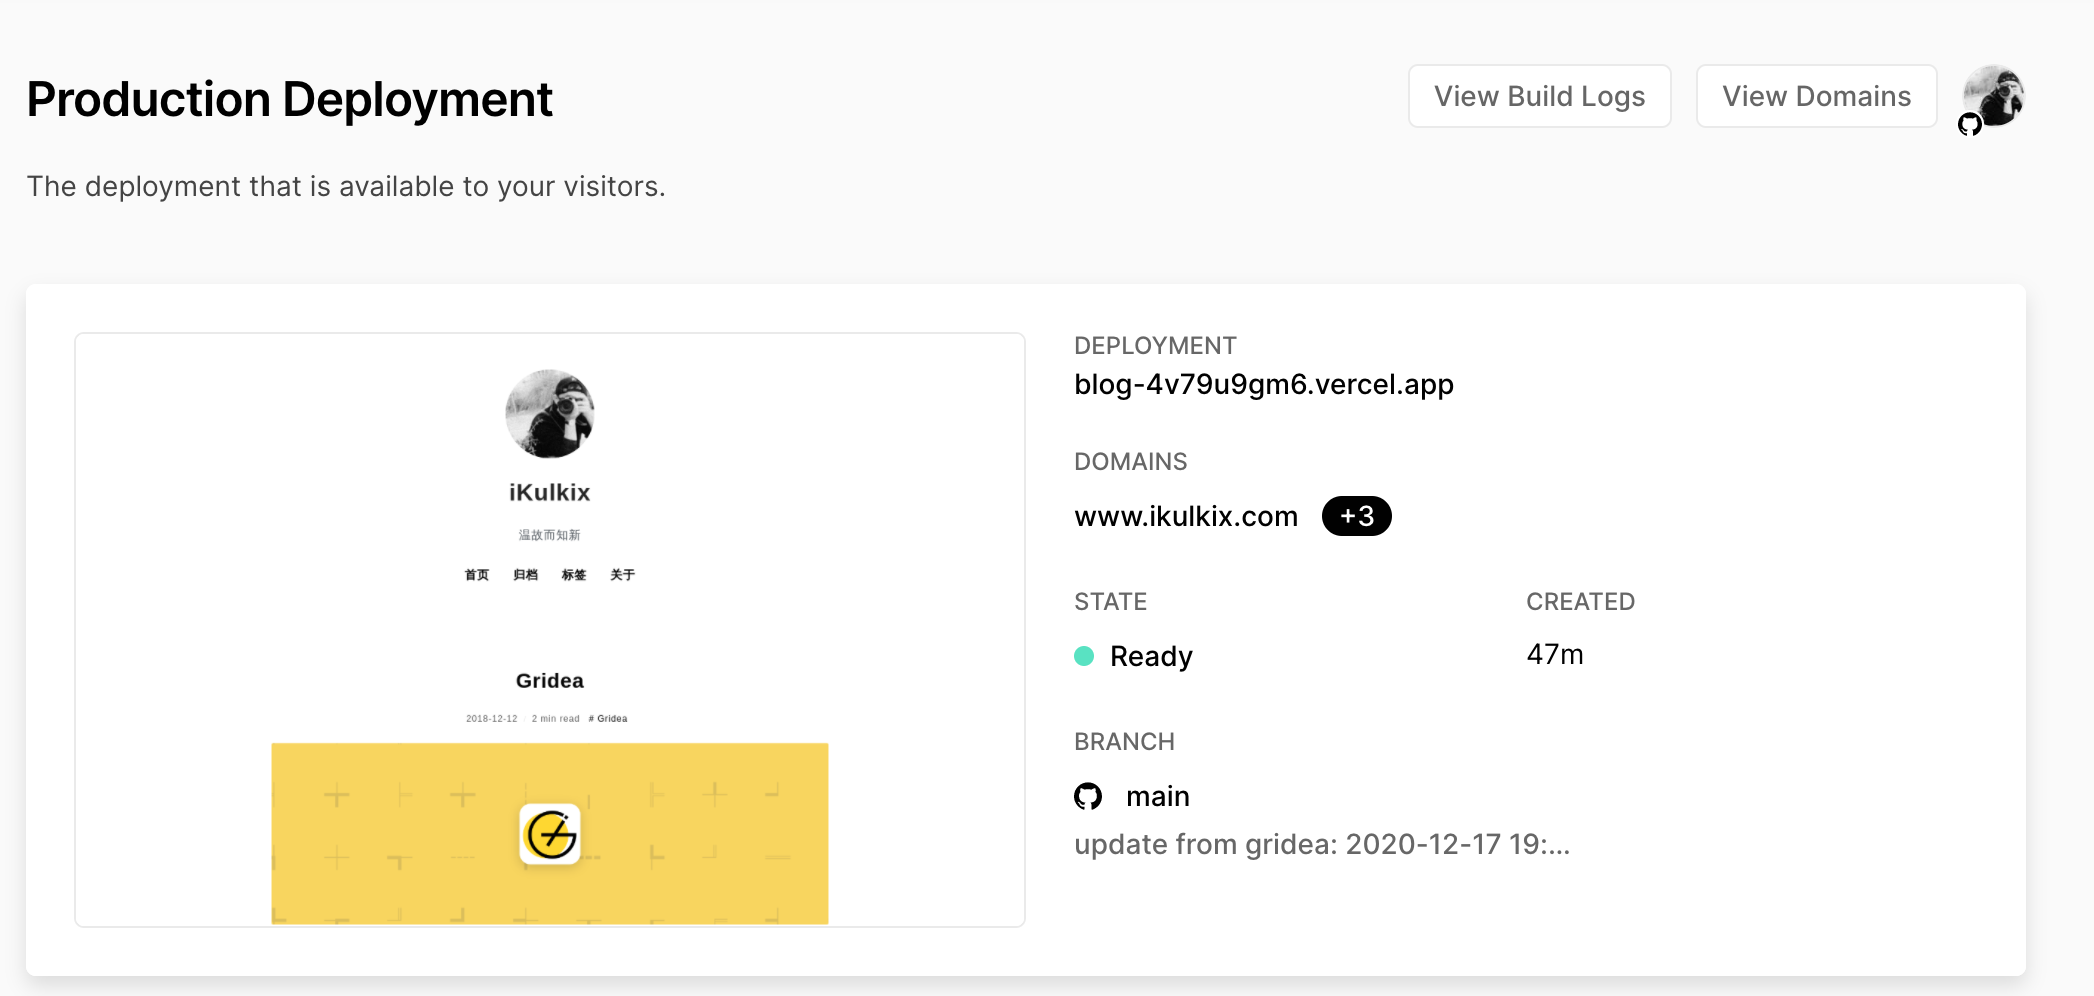 Production Deployment
View Build Logs
View Domains
The deployment that is available to your visitors.
iKulkix
温故而知新
首页 归档 标签 关于
Gridea
2018-12-12 2 min read # Gridea
DEPLOYMENT
blog-4v79u9gm6.vercel.app
DOMAINS
www.ikulkix.com +3
STATE
Ready
CREATED
47m
BRANCH
main
update from gridea: 2020-12-17 19:...